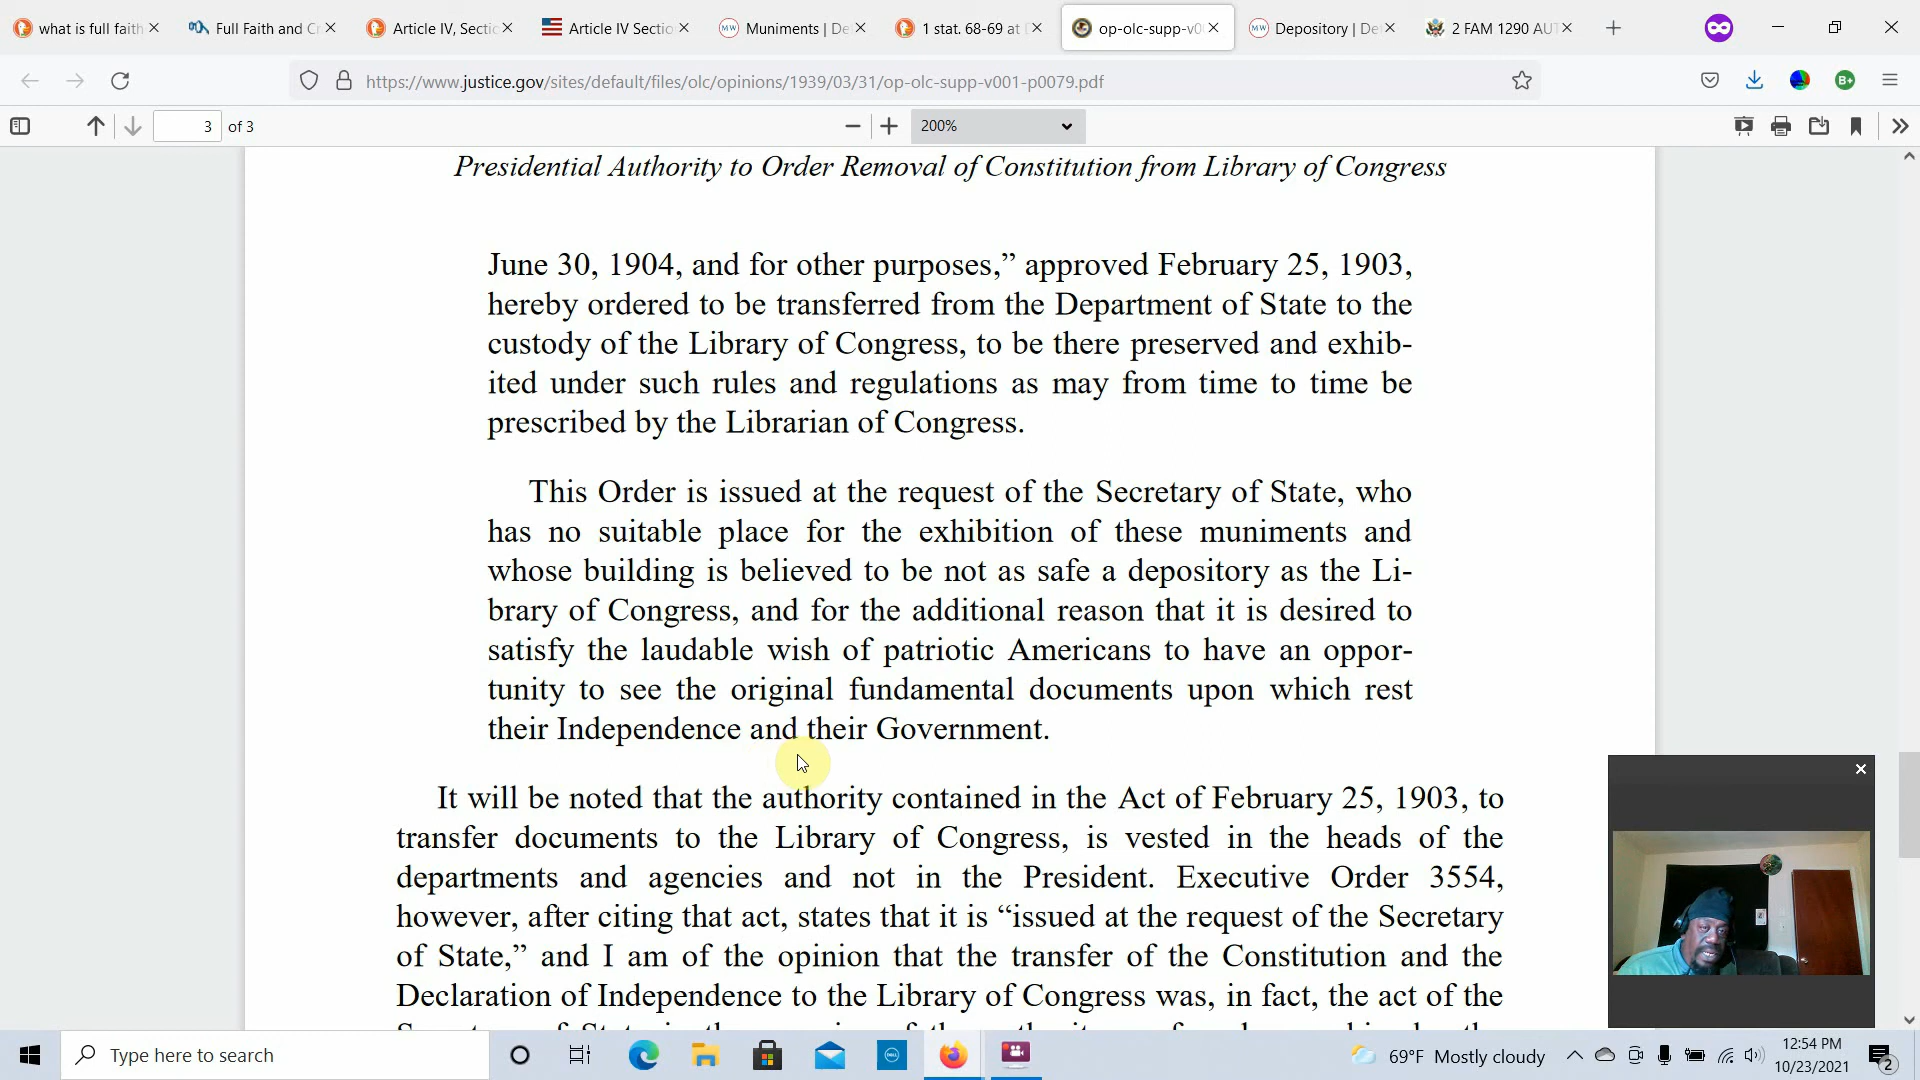 what is full faith
Full Faith and Cr
Article IV, Sectio
Article IV Sectio
MW Muniments | De
1 stat. 68-69 at D
op-olc-supp-v0
MW Depository | De
2 FAM 1290 AUT
https://www.justice.gov/sites/default/files/olc/opinions/1939/03/31/op-olc-supp-v001-p0079.pdf
B+
3 of 3
200%
Presidential Authority to Order Removal of Constitution from Library of Congress
June 30, 1904, and for other purposes,” approved February 25, 1903,
hereby ordered to be transferred from the Department of State to the
custody of the Library of Congress, to be there preserved and exhib-
ited under such rules and regulations as may from time to time be
prescribed by the Librarian of Congress.
This Order is issued at the request of the Secretary of State, who
has no suitable place for the exhibition of these muniments and
whose building is believed to be not as safe a depository as the Li-
brary of Congress, and for the additional reason that it is desired to
satisfy the laudable wish of patriotic Americans to have an oppor-
tunity to see the original fundamental documents upon which rest
their Independence and their Government.
It will be noted that the authority contained in the Act of February 25, 1903, to
transfer documents to the Library of Congress, is vested in the heads of the
departments and agencies and not in the President. Executive Order 3554,
however, after citing that act, states that it is “issued at the request of the Secretary
of State,” and I am of the opinion that the transfer of the Constitution and the
Declaration of Independence to the Library of Congress was, in fact, the act of the
Type here to search
DELL
69°F Mostly cloudy
12:54 PM
10/23/2021
2